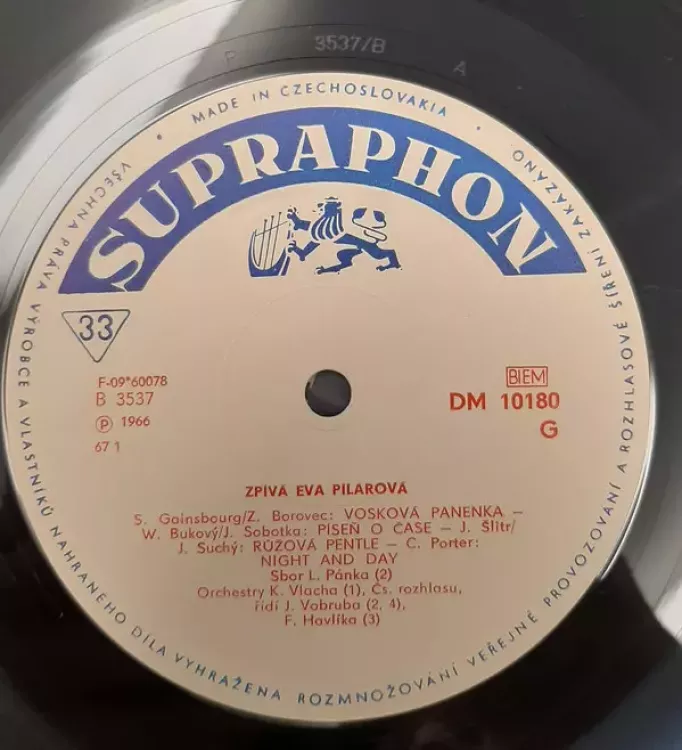 3537/B
MADE IN CZECHOSLOVAKIA
SUPRAPHON
33
F-09*60078
B 3537
Ⓟ 1966
67 1
BIEM
DM 10180
G
ZPÍVÁ EVA PILAROVÁ
S. Gainsbourg/Z. Borovec: VOSKOVÁ PANENKA –
W. Bukový/J. Sobotka: PÍSEŇ O ČASE – J. Šlitr/
J. Suchý: RŮŽOVÁ PENTLE – C. Porter:
NIGHT AND DAY
Sbor L. Pánka (2)
Orchestry K. Vlacha (1), Čs. rozhlasu,
řídí J. Vobruba (2, 4),
F. Havlíka (3)
VŠECHNA PRÁVA VÝROBCE A VLASTNÍKŮ NAHRANÉHO DÍLA VYHRAŽENA ROZMNOŽOVÁNÍ VEŘEJNÉ PROVOZOVÁNÍ A ROZHLASOVÉ ŠÍŘENÍ ZAKÁZÁNO